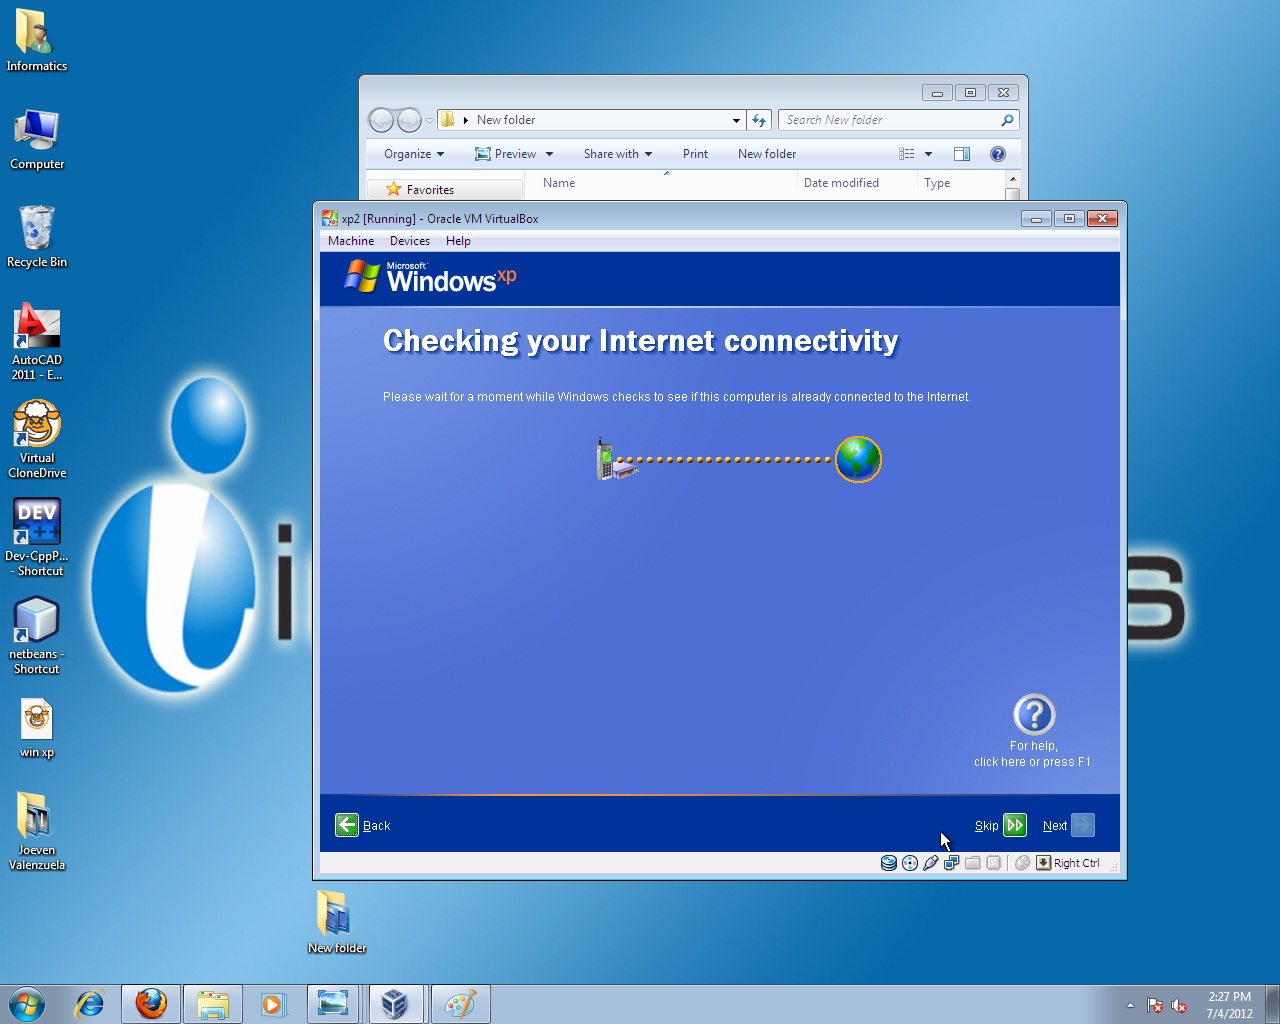 Informatics
Computer
Recycle Bin
AutoCAD
2011 - E...
Virtual
CloneDrive
DEV
C++
Dev-CppP...
- Shortcut
netbeans -
Shortcut
win xp
Joeven
Valenzuela
New folder
Search New folder
Organize
Preview
Share with
Print
New folder
Favorites
Name
Date modified
Type
xp2 [Running] - Oracle VM VirtualBox
Machine
Devices
Help
Microsoft
Windows xp
Checking your Internet connectivity
Please wait for a moment while Windows checks to see if this computer is already connected to the Internet.
For help,
click here or press F1.
Back
Skip
Next
Right Ctrl
New folder
2:27 PM
7/4/2012